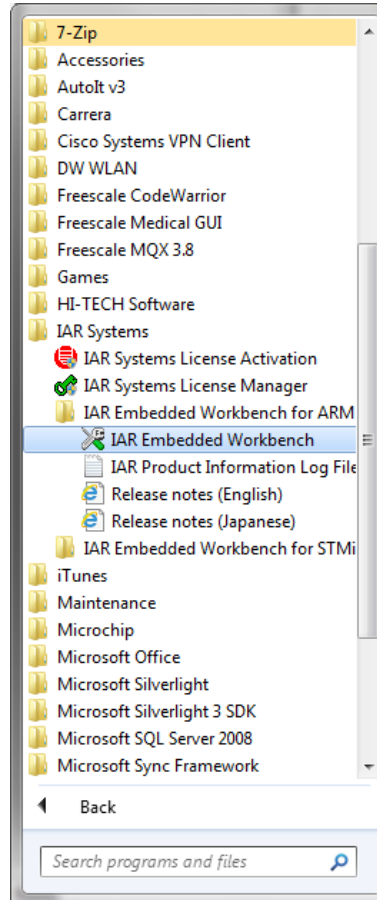 7-Zip
Accessories
AutoIt v3
Carrera
Cisco Systems VPN Client
DW WLAN
Freescale CodeWarrior
Freescale Medical GUI
Freescale MQX 3.8
Games
HI-TECH Software
IAR Systems
IAR Systems License Activation
IAR Systems License Manager
IAR Embedded Workbench for ARM
IAR Embedded Workbench
IAR Product Information Log File
Release notes (English)
Release notes (Japanese)
IAR Embedded Workbench for STMi
iTunes
Maintenance
Microchip
Microsoft Office
Microsoft Silverlight
Microsoft Silverlight 3 SDK
Microsoft SQL Server 2008
Microsoft Sync Framework
Back
Search programs and files